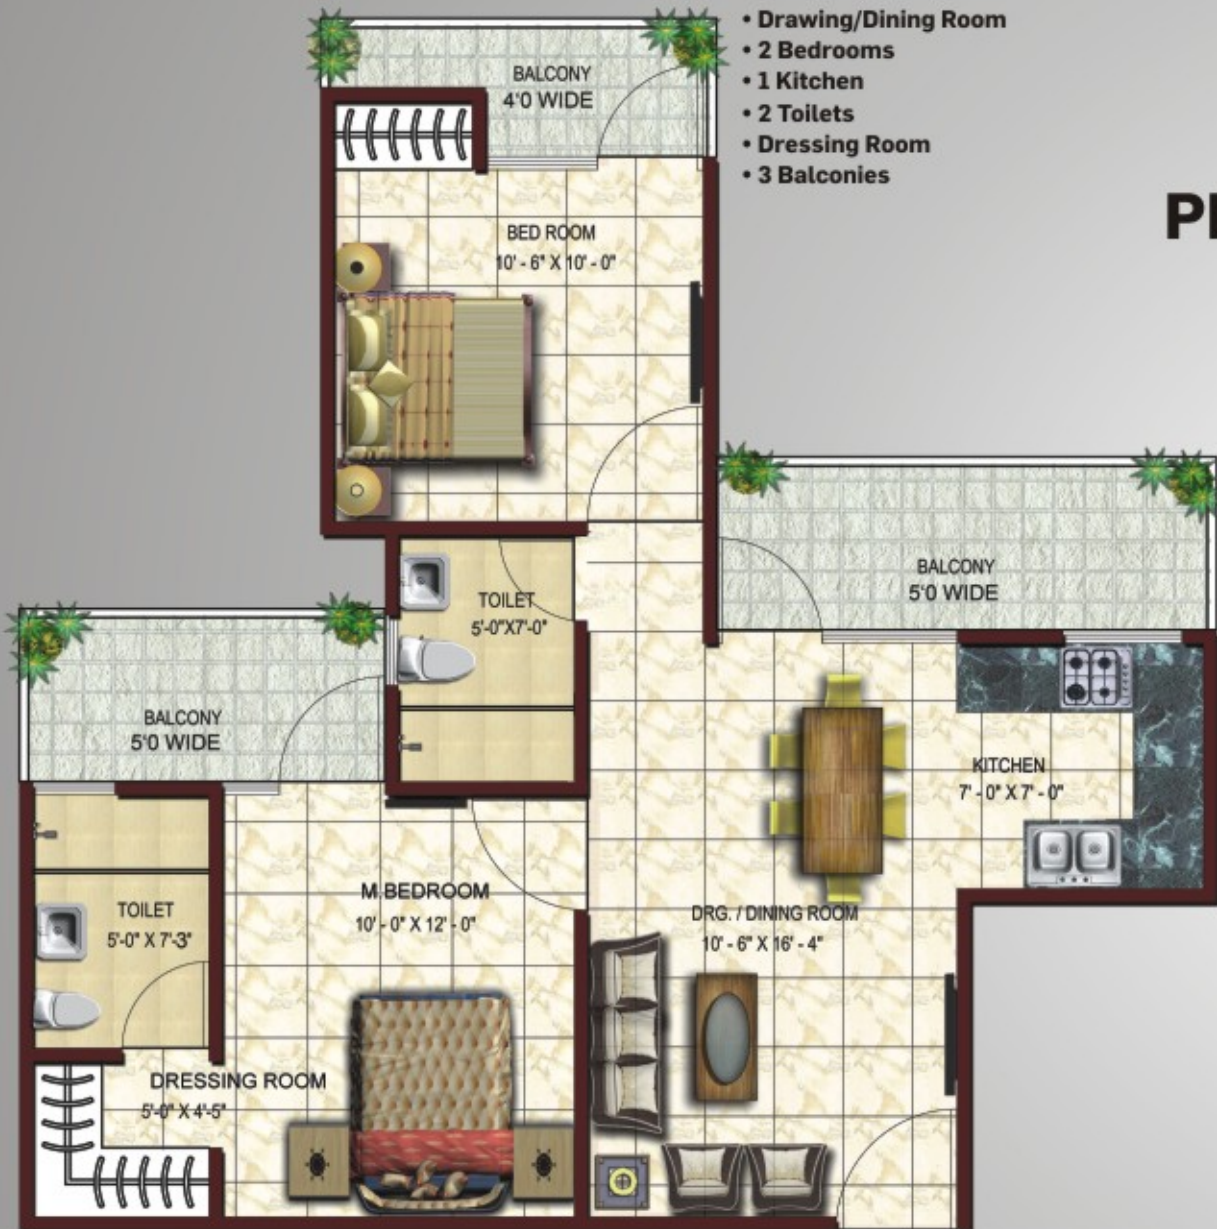 • Drawing/Dining Room
• 2 Bedrooms
• 1 Kitchen
• 2 Toilets
• Dressing Room
• 3 Balconies
BALCONY
4'0 WIDE
BED ROOM
10' - 6" X 10' - 0"
BALCONY
5'0 WIDE
TOILET
5'-0"X7'-0"
BALCONY
5'0 WIDE
KITCHEN
7' - 0" X 7' - 0"
M.BEDROOM
10' - 0" X 12' - 0"
TOILET
5'-0" X 7'-3"
DRG. / DINING ROOM
10' - 6" X 16' - 4"
DRESSING ROOM
5'-0" X 4'-5"